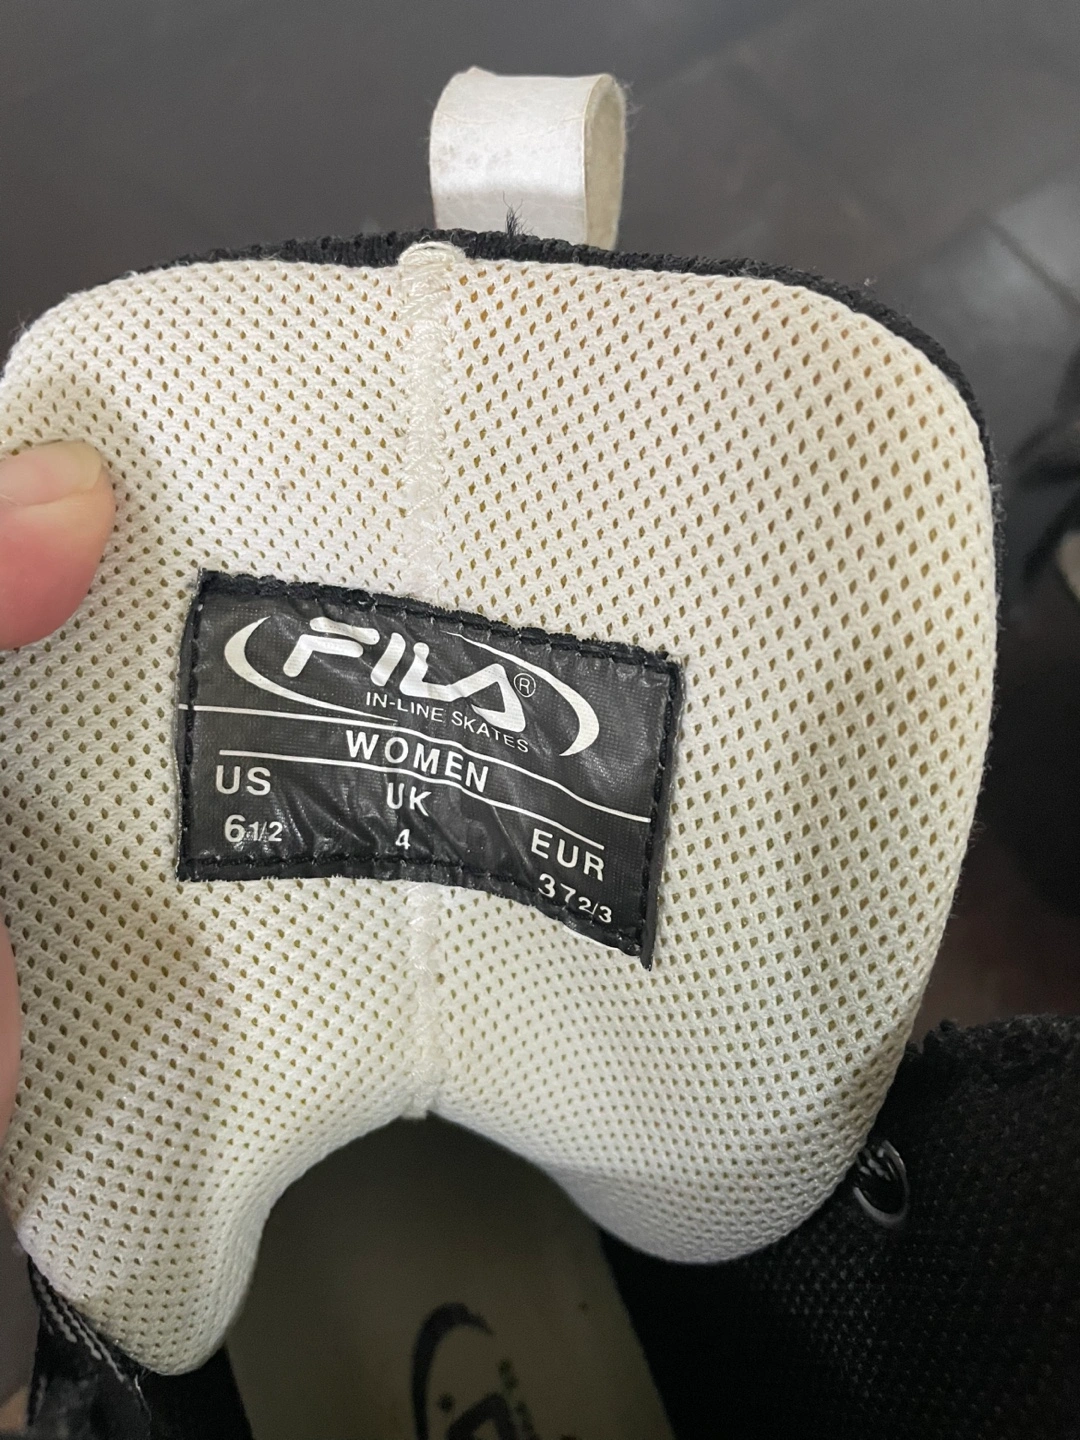 FILA®
IN-LINE SKATES
WOMEN
US UK EUR
6 1/2 4 37 2/3